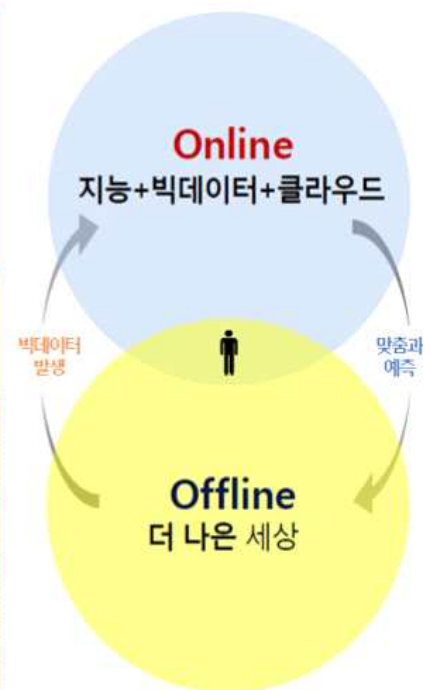 Online
지능+빅데이터+클라우드
빅데이터
발생
맞춤과
예측
Offline
더 나은 세상